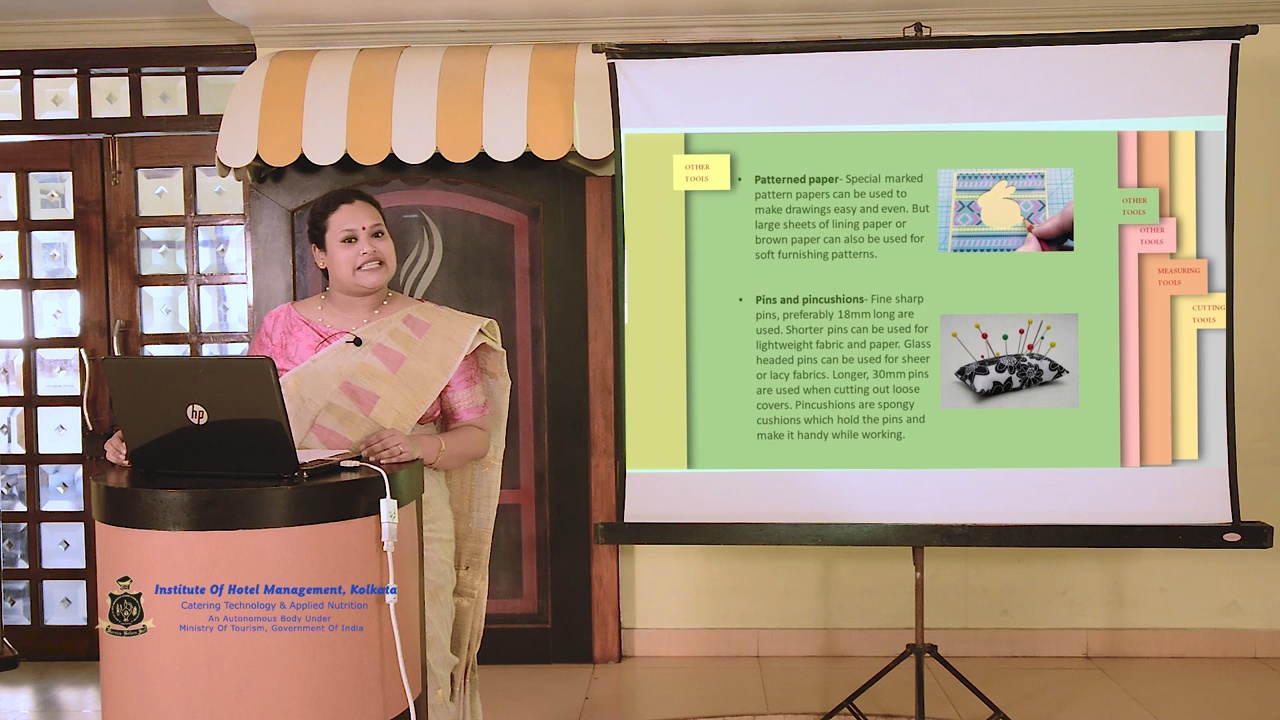 OTHER
TOOLS
• Patterned paper- Special marked
pattern papers can be used to
make drawings easy and even. But
large sheets of lining paper or
brown paper can also be used for
soft furnishing patterns.
• Pins and pincushions- Fine sharp
pins, preferably 18mm long are
used. Shorter pins can be used for
lightweight fabric and paper. Glass
headed pins can be used for sheer
or lacy fabrics. Longer, 30mm pins
are used when cutting out loose
covers. Pincushions are spongy
cushions which hold the pins and
make it handy while working.
OTHER
TOOLS
OTHER
TOOLS
MEASURING
TOOLS
CUTTING
TOOLS
hp
Institute Of Hotel Management, Kolkata
Catering Technology & Applied Nutrition
An Autonomous Body Under
Ministry Of Tourism, Government Of India